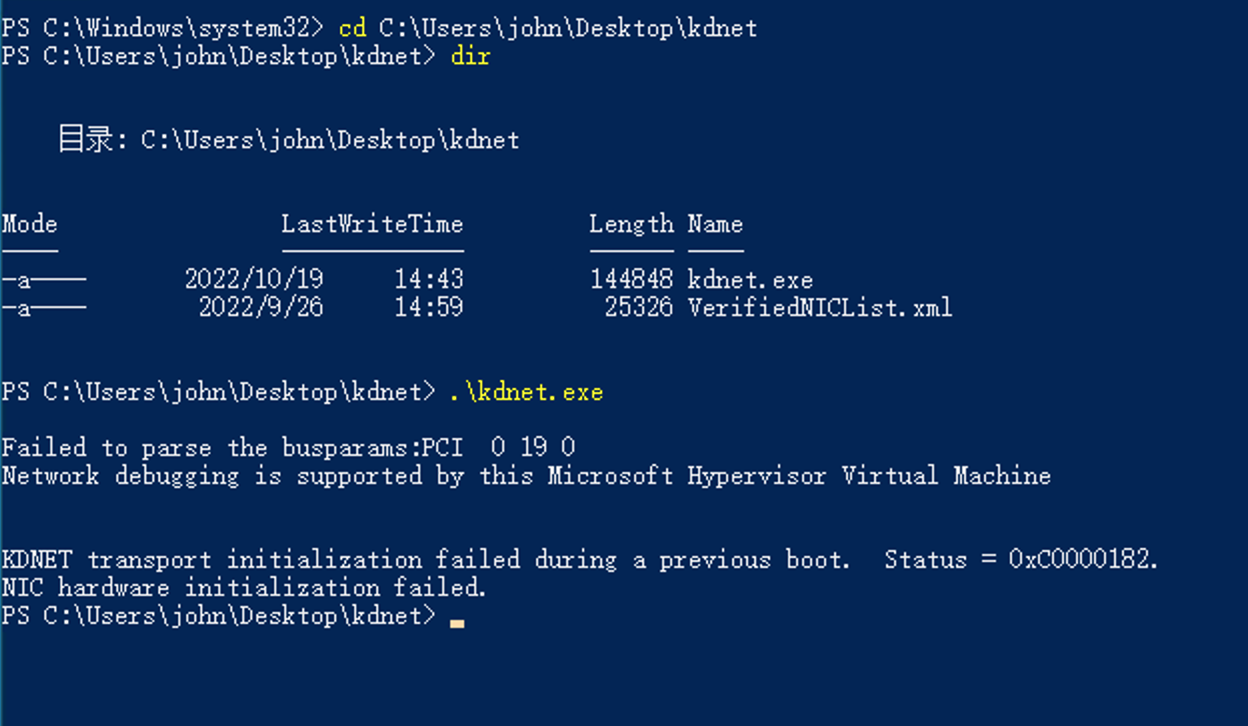 PS C:\Windows\system32> cd C:\Users\john\Desktop\kdnet
PS C:\Users\john\Desktop\kdnet> dir
目录: C:\Users\john\Desktop\kdnet
Mode LastWriteTime Length Name
---- ------------- ------ ----
-a---- 2022/10/19 14:43 144848 kdnet.exe
-a---- 2022/9/26 14:59 25326 VerifiedNICList.xml
PS C:\Users\john\Desktop\kdnet> .\kdnet.exe
Failed to parse the busparams:PCI  0 19 0
Network debugging is supported by this Microsoft Hypervisor Virtual Machine
KDNET transport initialization failed during a previous boot.  Status = 0xC0000182.
NIC hardware initialization failed.
PS C:\Users\john\Desktop\kdnet>